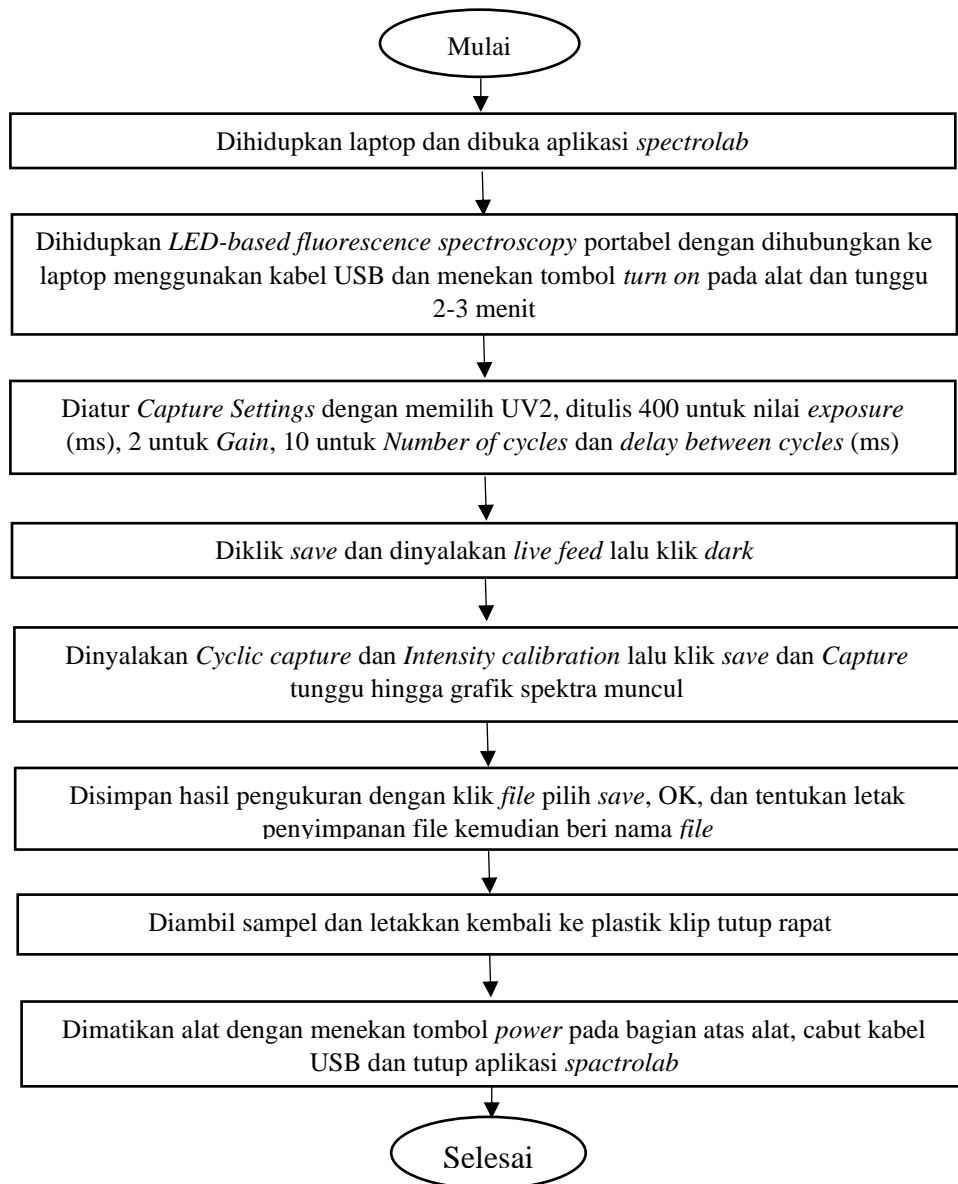 Mulai
Dihidupkan laptop dan dibuka aplikasi spectrolab
Dihidupkan LED-based fluorescence spectroscopy portabel dengan dihubungkan ke
laptop menggunakan kabel USB dan menekan tombol turn on pada alat dan tunggu
2-3 menit
Diatur Capture Settings dengan memilih UV2, ditulis 400 untuk nilai exposure
(ms), 2 untuk Gain, 10 untuk Number of cycles dan delay between cycles (ms)
Diklik save dan dinyalakan live feed lalu klik dark
Dinyalakan Cyclic capture dan Intensity calibration lalu klik save dan Capture
tunggu hingga grafik spektra muncul
Disimpan hasil pengukuran dengan klik file pilih save, OK, dan tentukan letak
penyimpanan file kemudian beri nama file
Diambil sampel dan letakkan kembali ke plastik klip tutup rapat
Dimatikan alat dengan menekan tombol power pada bagian atas alat, cabut kabel
USB dan tutup aplikasi spactrolab
Selesai